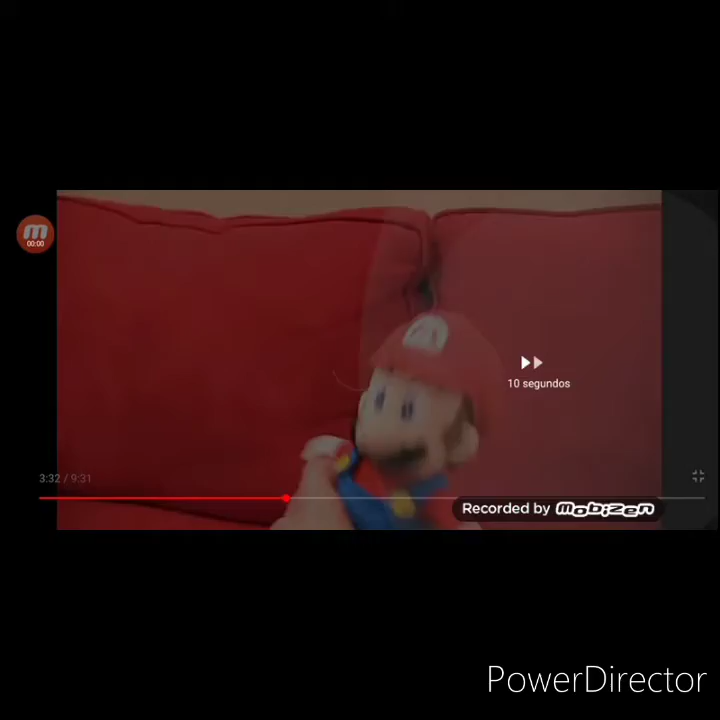 00:00
10 segundos
3:32 / 9:31
Recorded by mobizen
PowerDirector